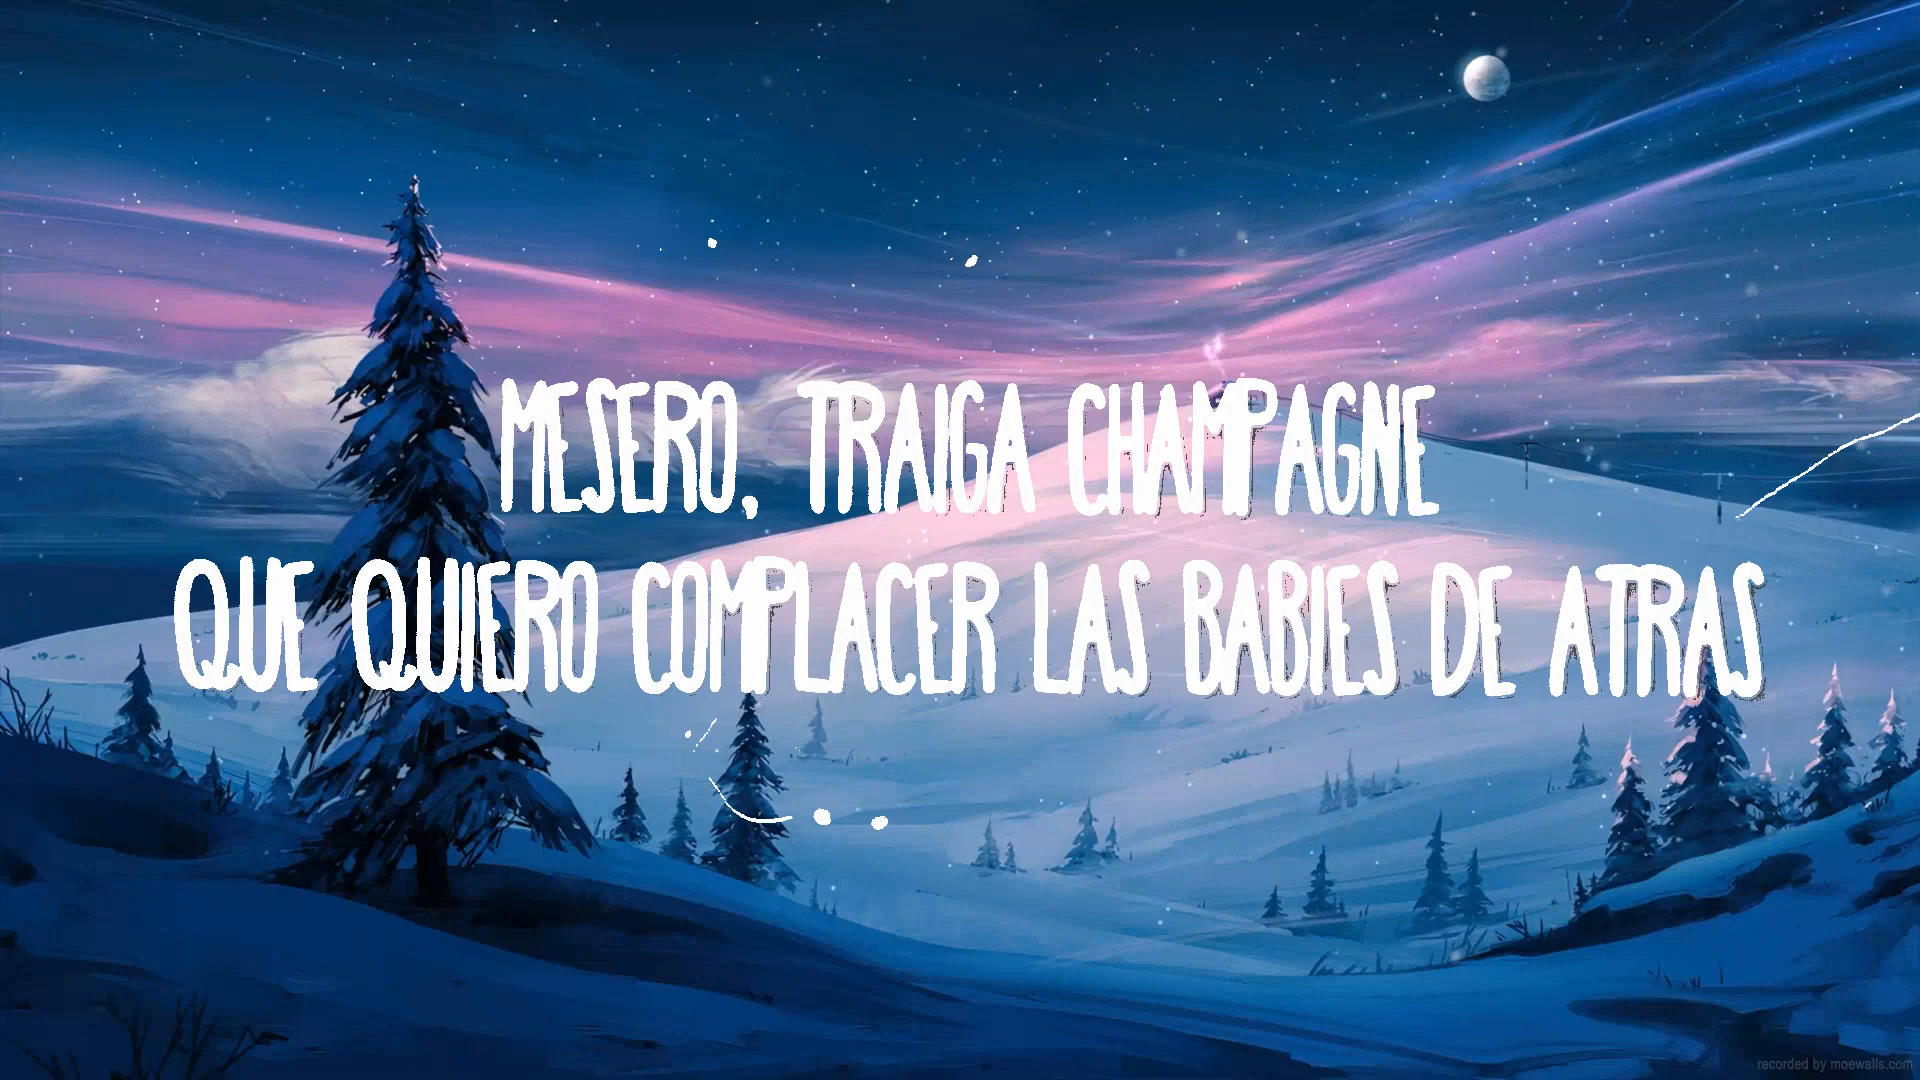 MESERO, TRAIGA CHAMPAGNE
QUE QUIERO COMPLACER LAS BABIES DE ATRAS
recorded by moewalls.com